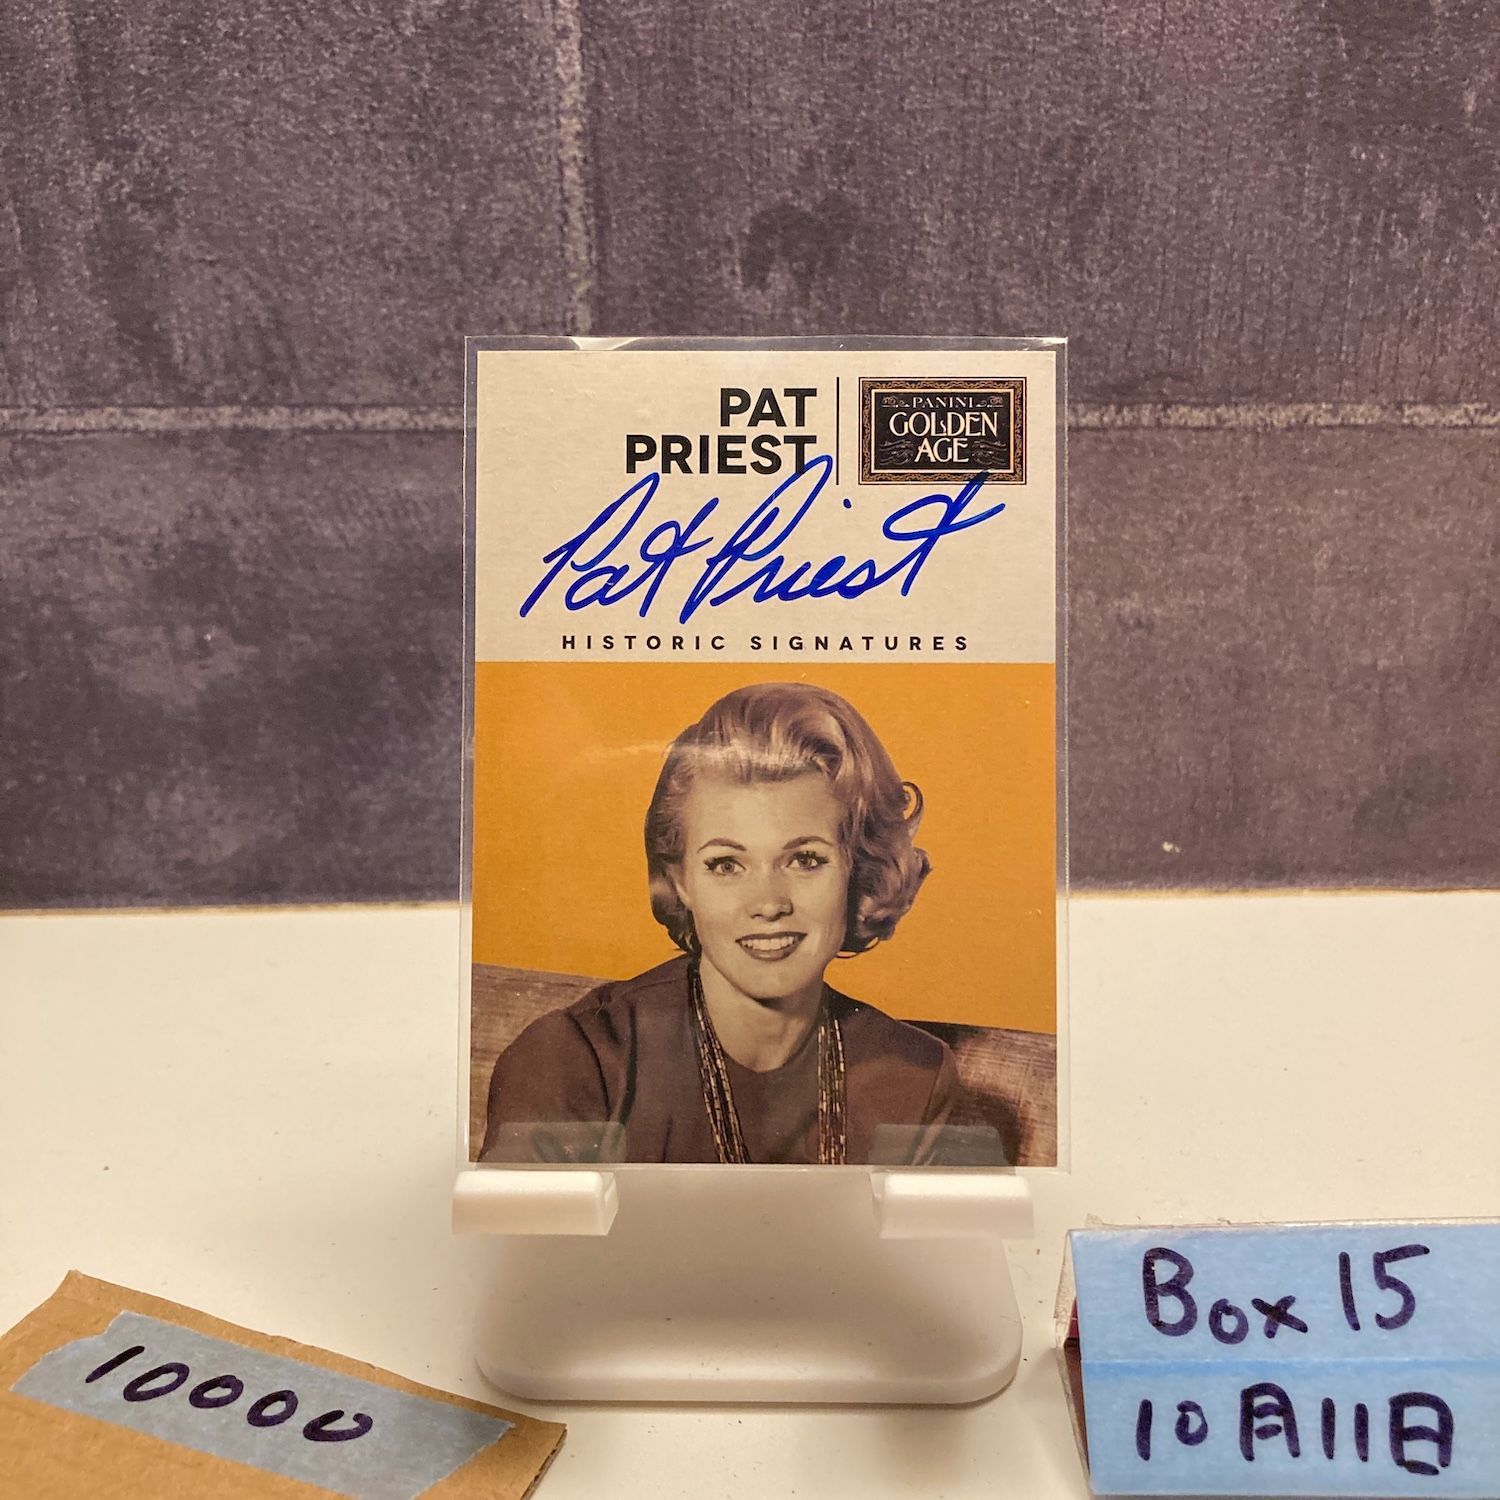 PAT
PRIEST
PANINI
GOLDEN
AGE
Pat Priest
HISTORIC SIGNATURES
10000
Box 15
10月11日